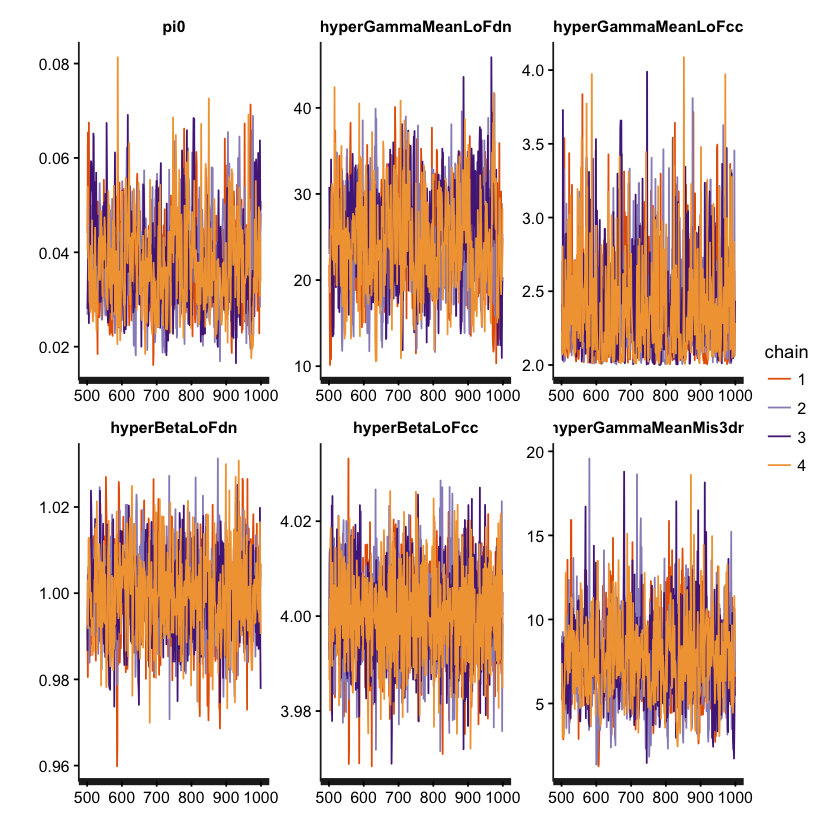 pi0
hyperGammaMeanLoFdn
hyperGammaMeanLoFcc
0.08
0.06
0.04
0.02
40
30
20
10
4.0
3.5
3.0
2.5
2.0
500 600 700 800 900 1000
500 600 700 800 900 1000
500 600 700 800 900 1000
chain
1
2
3
4
hyperBetaLoFdn
hyperBetaLoFcc
hyperGammaMeanMis3dr
1.02
1.00
0.98
0.96
4.02
4.00
3.98
20
15
10
5
500 600 700 800 900 1000
500 600 700 800 900 1000
500 600 700 800 900 1000